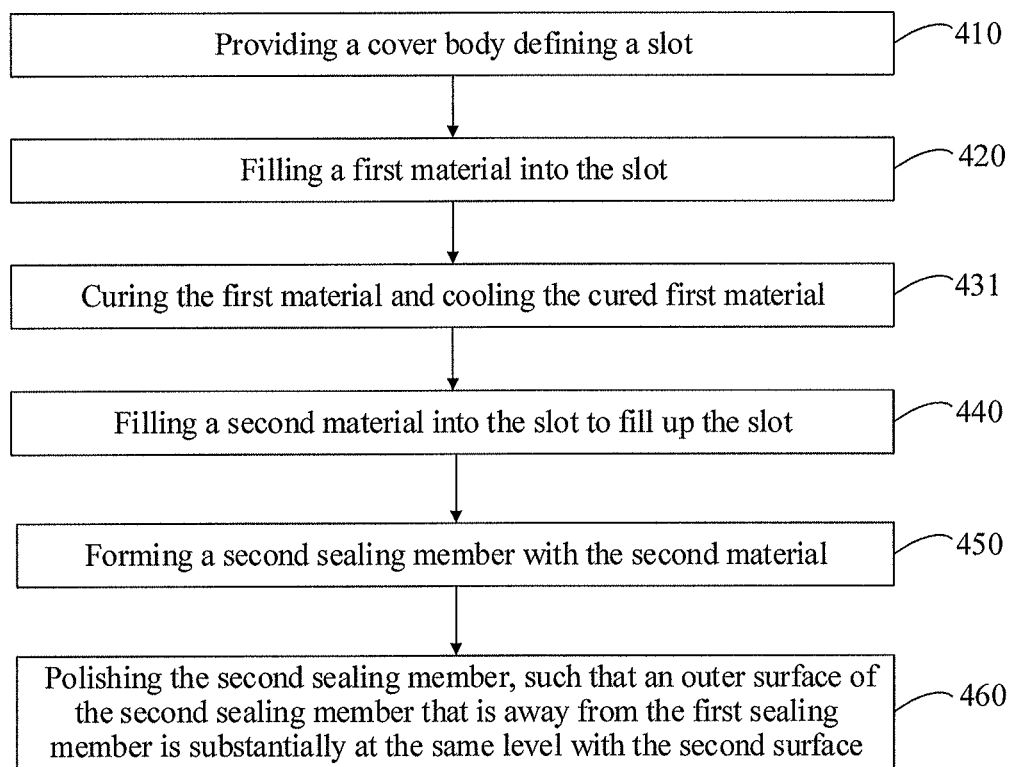 Providing a cover body defining a slot
410
Filling a first material into the slot
420
Curing the first material and cooling the cured first material
431
Filling a second material into the slot to fill up the slot
440
Forming a second sealing member with the second material
450
Polishing the second sealing member, such that an outer surface of
the second sealing member that is away from the first sealing
member is substantially at the same level with the second surface
460